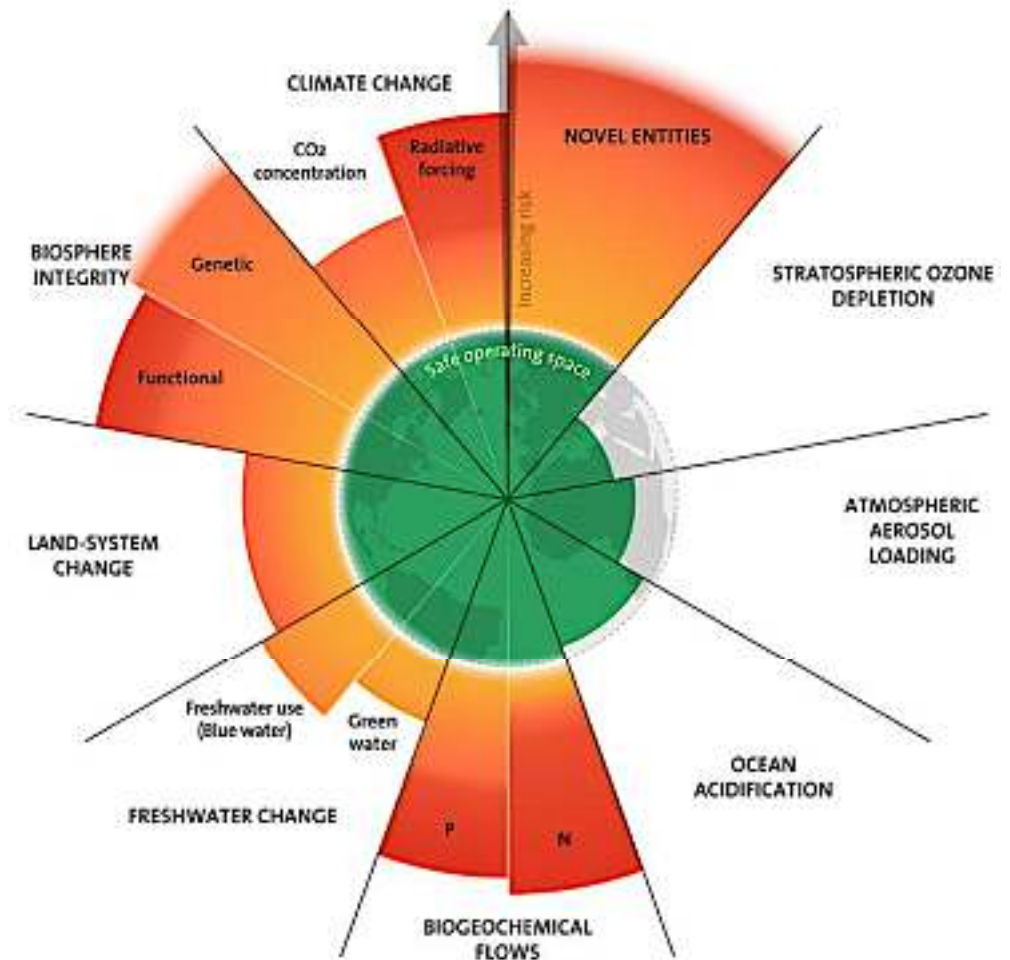 CLIMATE CHANGE
CO2
concentration
Radiative
forcing
NOVEL ENTITIES
Increasing risk
STRATOSPHERIC OZONE
DEPLETION
BIOSPHERE
INTEGRITY
Genetic
Functional
Safe operating space
ATMOSPHERIC
AEROSOL
LOADING
LAND-SYSTEM
CHANGE
Freshwater use
(Blue water)
Green
water
FRESHWATER CHANGE
OCEAN
ACIDIFICATION
P
N
BIOGEOCHEMICAL
FLOWS